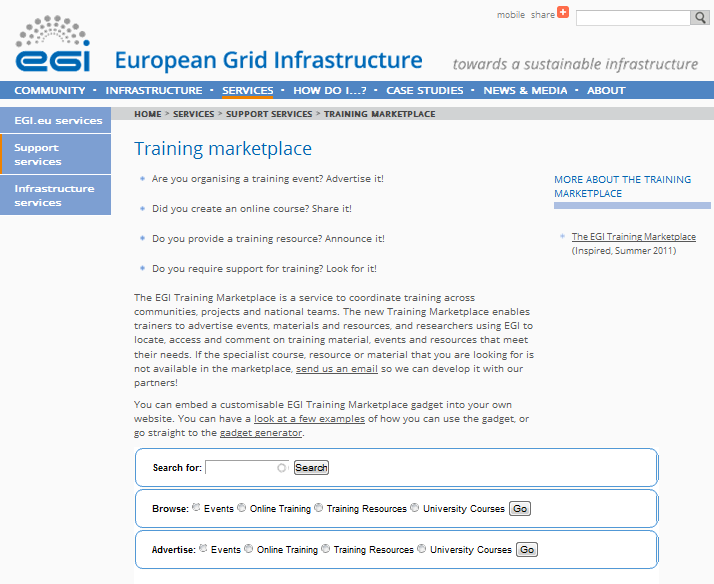 mobile share
egi
European Grid Infrastructure
towards a sustainable infrastructure
COMMUNITY · INFRASTRUCTURE · SERVICES · HOW DO I...? · CASE STUDIES · NEWS & MEDIA · ABOUT
HOME > SERVICES > SUPPORT SERVICES > TRAINING MARKETPLACE
EGI.eu services
Support
services
Infrastructure
services
Training marketplace
Are you organising a training event? Advertise it!
Did you create an online course? Share it!
Do you provide a training resource? Announce it!
Do you require support for training? Look for it!
The EGI Training Marketplace is a service to coordinate training across
communities, projects and national teams. The new Training Marketplace enables
trainers to advertise events, materials and resources, and researchers using EGI to
locate, access and comment on training material, events and resources that meet
their needs. If the specialist course, resource or material that you are looking for is
not available in the marketplace, send us an email so we can develop it with our
partners!
You can embed a customisable EGI Training Marketplace gadget into your own
website. You can have a look at a few examples of how you can use the gadget, or
go straight to the gadget generator.
Search for: Search
Browse: Events Online Training Training Resources University Courses Go
Advertise: Events Online Training Training Resources University Courses Go
MORE ABOUT THE TRAINING
MARKETPLACE
The EGI Training Marketplace
(Inspired, Summer 2011)